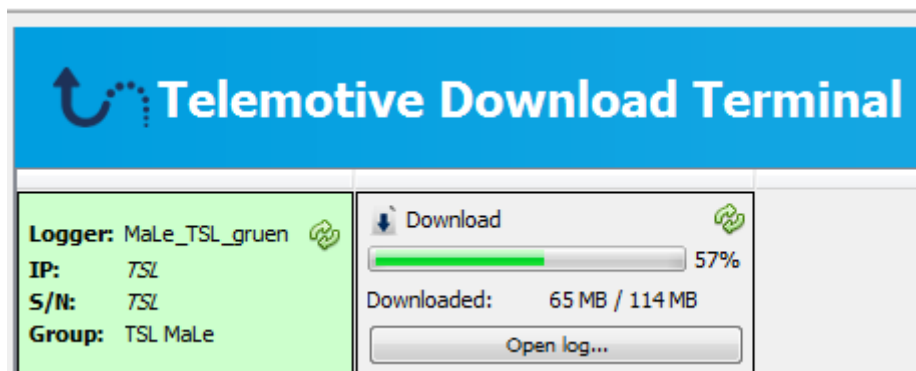 Telemotive Download Terminal
Logger: MaLe_TSL_gruen
IP: TSL
S/N: TSL
Group: TSL MaLe
Download
57%
Downloaded: 65 MB / 114 MB
Open log...